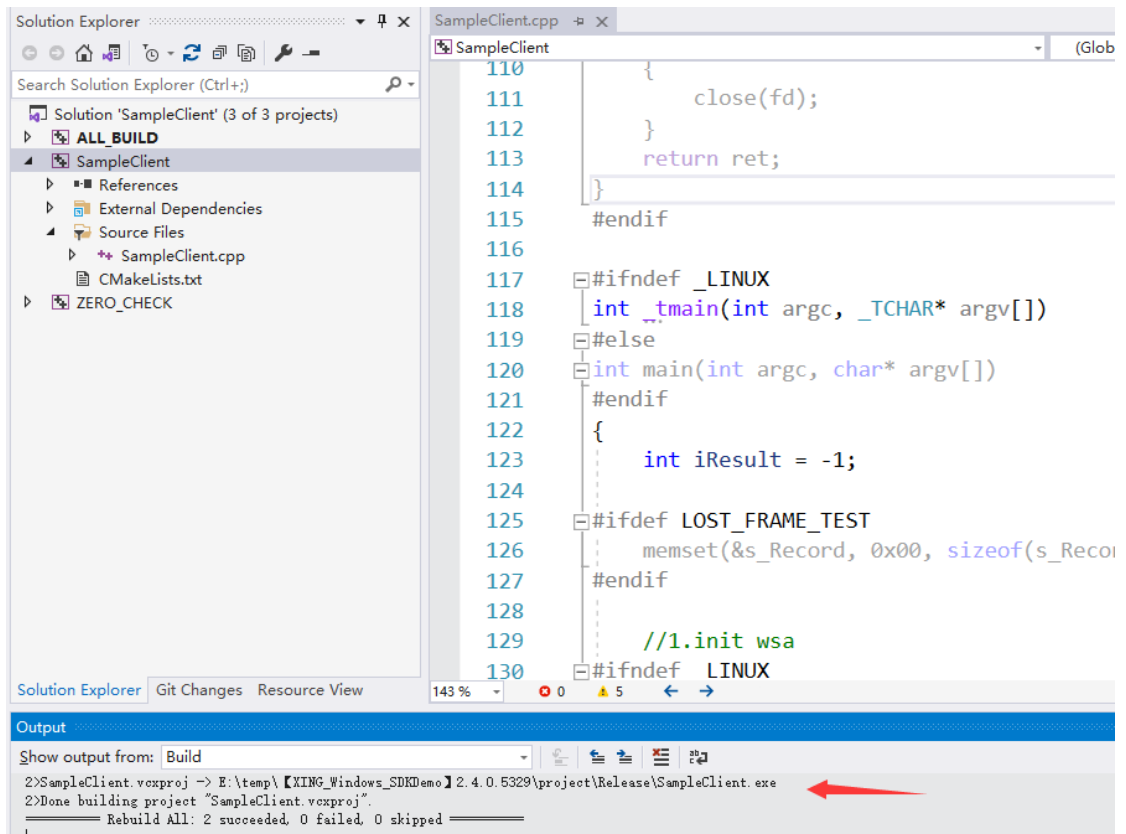 Solution Explorer
Search Solution Explorer (Ctrl+;)
Solution 'SampleClient' (3 of 3 projects)
ALL_BUILD
SampleClient
References
External Dependencies
Source Files
SampleClient.cpp
CMakeLists.txt
ZERO_CHECK
Solution Explorer Git Changes Resource View
SampleClient.cpp
SampleClient (Glob
110 {
111 close(fd);
112 }
113 return ret;
114 }
115 #endif
116
117 #ifndef _LINUX
118 int _tmain(int argc, _TCHAR* argv[])
119 #else
120 int main(int argc, char* argv[])
121 #endif
122 {
123 int iResult = -1;
124
125 #ifdef LOST_FRAME_TEST
126 memset(&s_Record, 0x00, sizeof(s_Recor
127 #endif
128
129 //1.init wsa
130 #ifndef _LINUX
143 % 0 5
Output
Show output from: Build
2>SampleClient.vcxproj -> E:\temp\【XING_Windows_SDKDemo】2.4.0.5329\project\Release\SampleClient.exe
2>Done building project "SampleClient.vcxproj".
========== Rebuild All: 2 succeeded, 0 failed, 0 skipped ==========